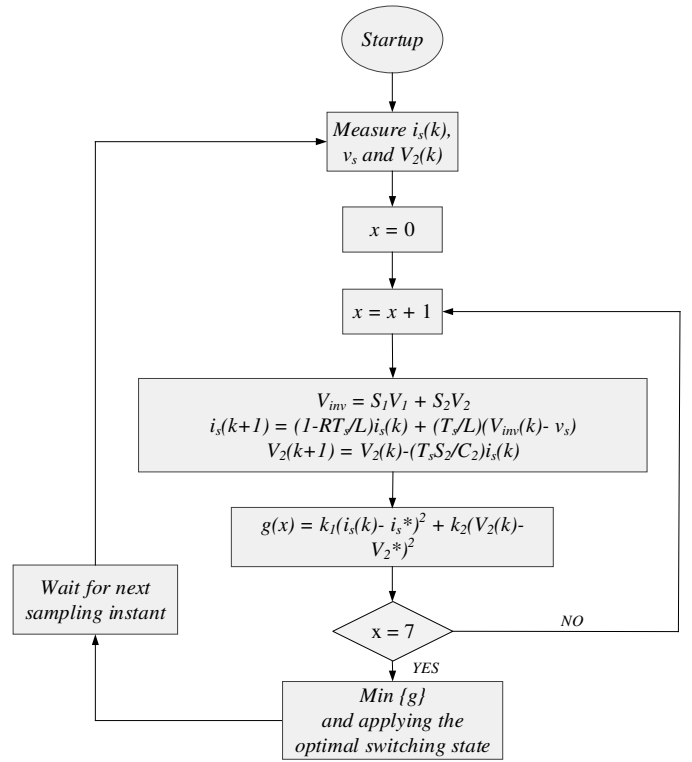 Startup
Measure i_s(k),
v_s and V_2(k)
x = 0
x = x + 1
V_inv = S_1V_1 + S_2V_2
i_s(k+1) = (1-RT_s/L)i_s(k) + (T_s/L)(V_inv(k)- v_s)
V_2(k+1) = V_2(k)-(T_sS_2/C_2)i_s(k)
g(x) = k_1(i_s(k)- i_s*)^2 + k_2(V_2(k)-
V_2*)^2
Wait for next
sampling instant
x = 7
NO
YES
Min {g}
and applying the
optimal switching state